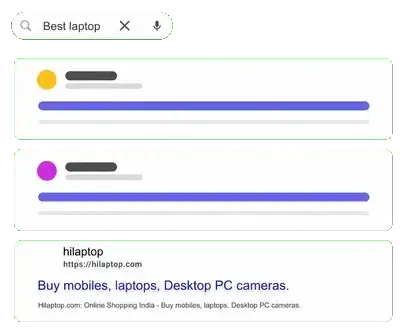 Best laptop
hilaptop
https://hilaptop.com
Buy mobiles, laptops, Desktop PC cameras.
Hilaptop.com: Online Shopping India - Buy mobiles, laptops, Desktop PC cameras.